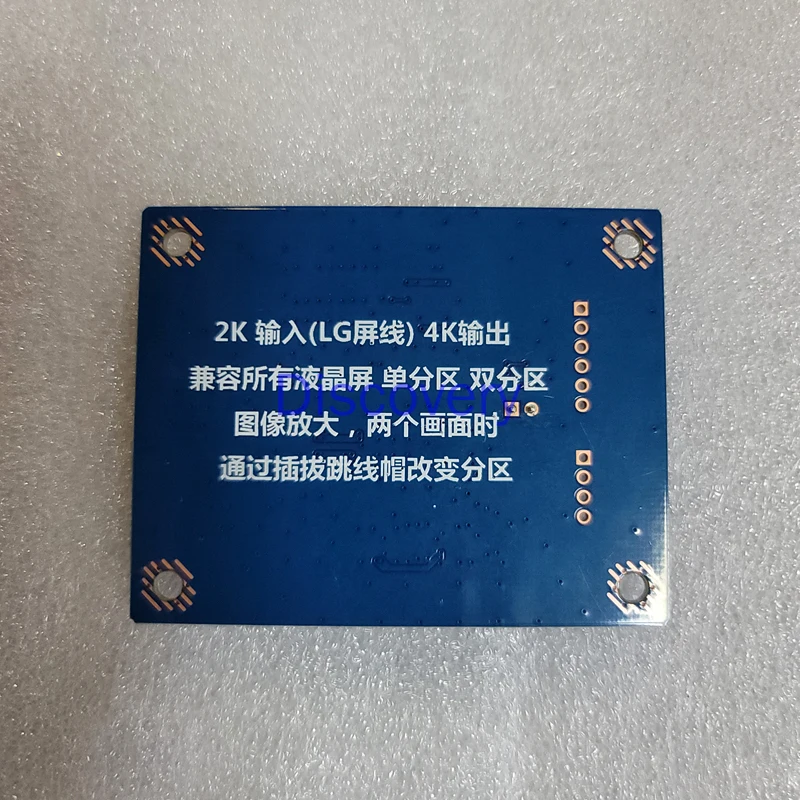 2K 输入(LG屏线) 4K输出
兼容所有液晶屏 单分区 双分区
Discovery
图像放大，两个画面时
通过插拔跳线帽改变分区